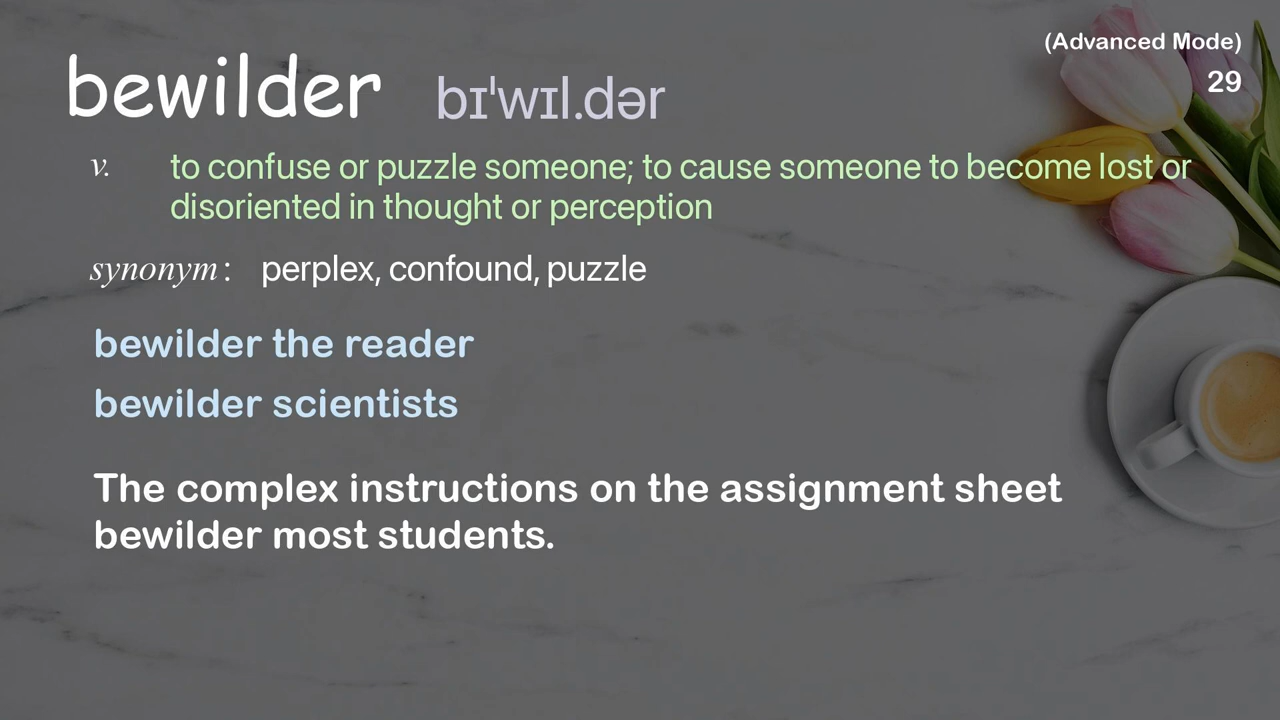 (Advanced Mode)
29
bewilder bɪˈwɪl.dər
v. to confuse or puzzle someone; to cause someone to become lost or
disoriented in thought or perception
synonym: perplex, confound, puzzle
bewilder the reader
bewilder scientists
The complex instructions on the assignment sheet
bewilder most students.